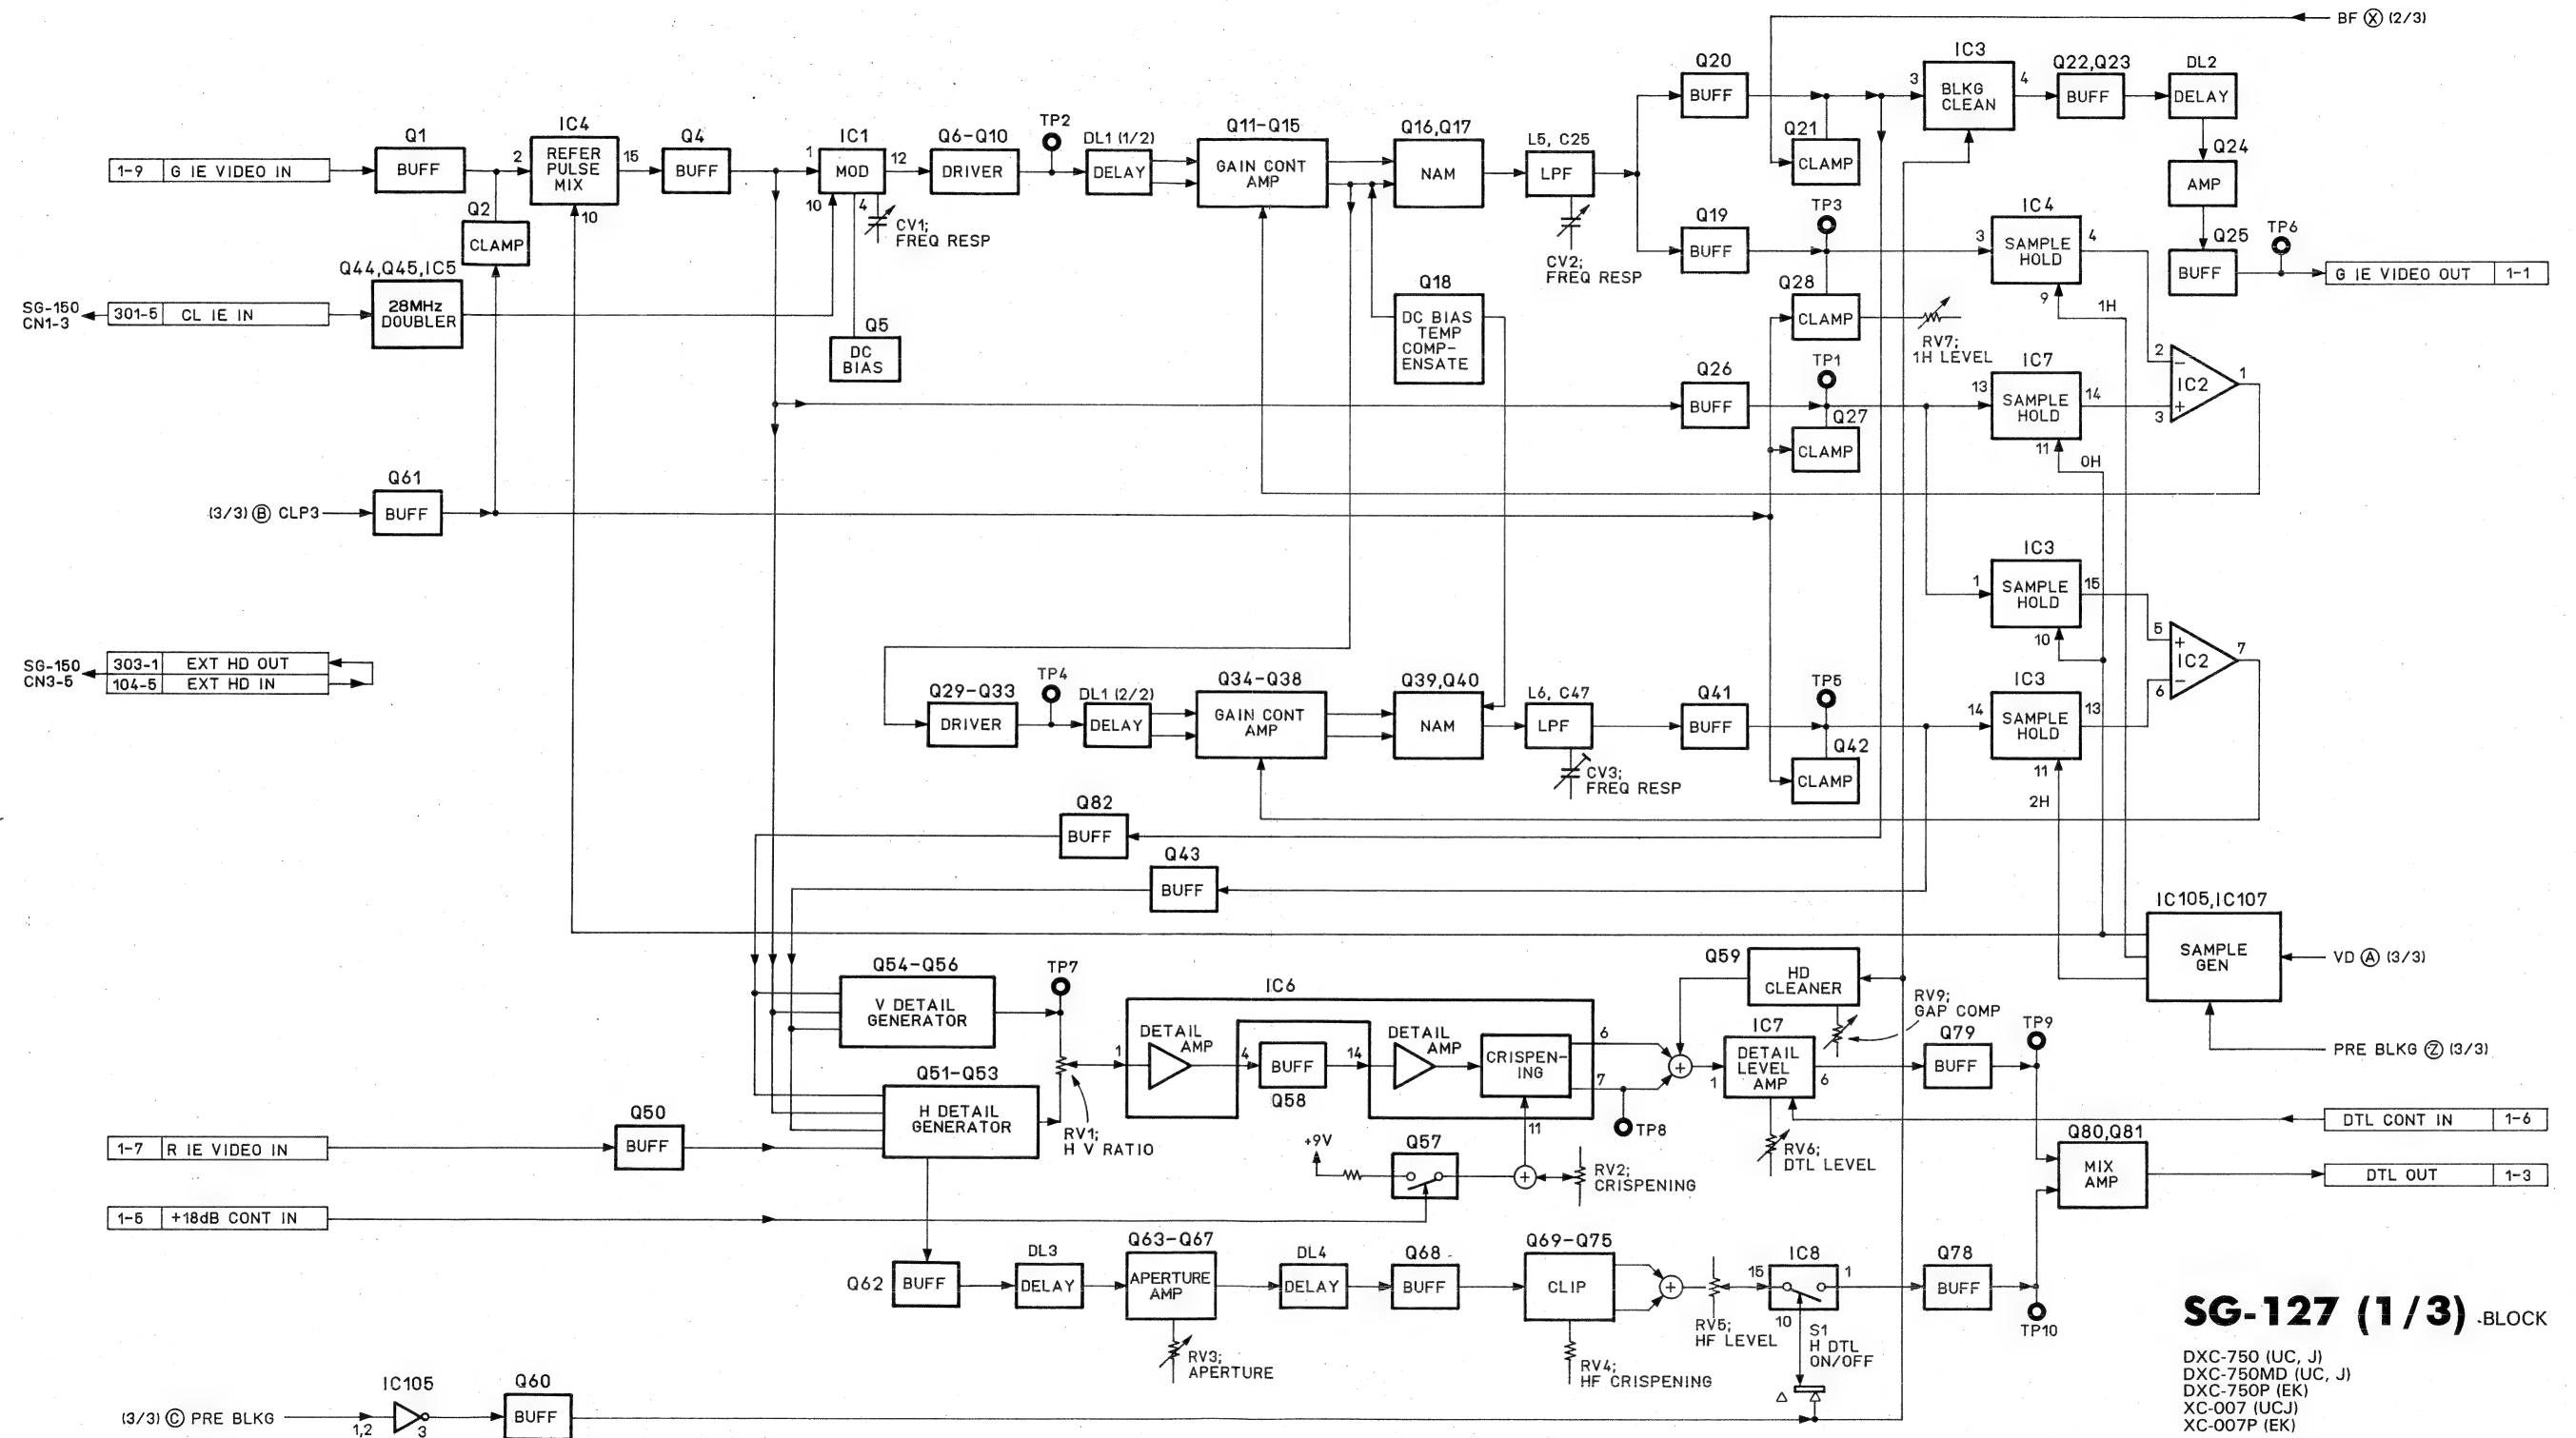 BF Ⓧ (2/3)
Q20
BUFF
Q21
CLAMP
IC3
3
BLKG
CLEAN
4
Q22,Q23
BUFF
DL2
DELAY
Q24
AMP
Q25
BUFF
TP6
G IE VIDEO OUT 1-1
1-9 G IE VIDEO IN
Q1
BUFF
Q2
CLAMP
IC4
2
REFER
PULSE
MIX
15
10
Q4
BUFF
IC1
1
MOD
12
10
4
CV1;
FREQ RESP
Q5
DC
BIAS
Q6-Q10
DRIVER
TP2
DL1 (1/2)
DELAY
Q11-Q15
GAIN CONT
AMP
Q16,Q17
NAM
L5, C25
LPF
CV2;
FREQ RESP
Q19
BUFF
TP3
Q28
CLAMP
RV7;
1H LEVEL
IC4
3
SAMPLE
HOLD
4
9
1H
Q18
DC BIAS
TEMP
COMP-
ENSATE
Q26
BUFF
TP1
Q27
CLAMP
IC7
13
SAMPLE
HOLD
14
11
0H
2
-
IC2
1
+
3
SG-150
CN1-3
301-5 CL IE IN
Q44,Q45,IC5
28MHz
DOUBLER
(3/3) Ⓑ CLP3
Q61
BUFF
SG-150
CN3-5
303-1 EXT HD OUT
104-5 EXT HD IN
IC3
1
SAMPLE
HOLD
15
10
5
+
IC2
7
-
6
IC3
14
SAMPLE
HOLD
13
11
2H
Q29-Q33
DRIVER
TP4
DL1 (2/2)
DELAY
Q34-Q38
GAIN CONT
AMP
Q39,Q40
NAM
L6, C47
LPF
CV3;
FREQ RESP
Q41
BUFF
TP5
Q42
CLAMP
Q82
BUFF
Q43
BUFF
IC105,IC107
SAMPLE
GEN
VD Ⓐ (3/3)
PRE BLKG Ⓩ (3/3)
Q54-Q56
V DETAIL
GENERATOR
TP7
Q51-Q53
H DETAIL
GENERATOR
RV1;
H V RATIO
IC6
1
DETAIL
AMP
4
BUFF
Q58
14
DETAIL
AMP
CRISPEN-
ING
6
7
11
TP8
+
Q59
HD
CLEANER
RV9;
GAP COMP
IC7
1
DETAIL
LEVEL
AMP
6
RV6;
DTL LEVEL
Q79
BUFF
TP9
DTL CONT IN 1-6
Q80,Q81
MIX
AMP
DTL OUT 1-3
1-7 R IE VIDEO IN
Q50
BUFF
+9V
Q57
+
RV2;
CRISPENING
1-5 +18dB CONT IN
Q62
BUFF
DL3
DELAY
Q63-Q67
APERTURE
AMP
RV3;
APERTURE
DL4
DELAY
Q68
BUFF
Q69-Q75
CLIP
RV4;
HF CRISPENING
+
RV5;
HF LEVEL
IC8
15
1
10
S1
H DTL
ON/OFF
Q78
BUFF
TP10
(3/3) Ⓒ PRE BLKG
1,2
IC105
3
Q60
BUFF
SG-127 (1/3) .BLOCK
DXC-750 (UC, J)
DXC-750MD (UC, J)
DXC-750P (EK)
XC-007 (UCJ)
XC-007P (EK)